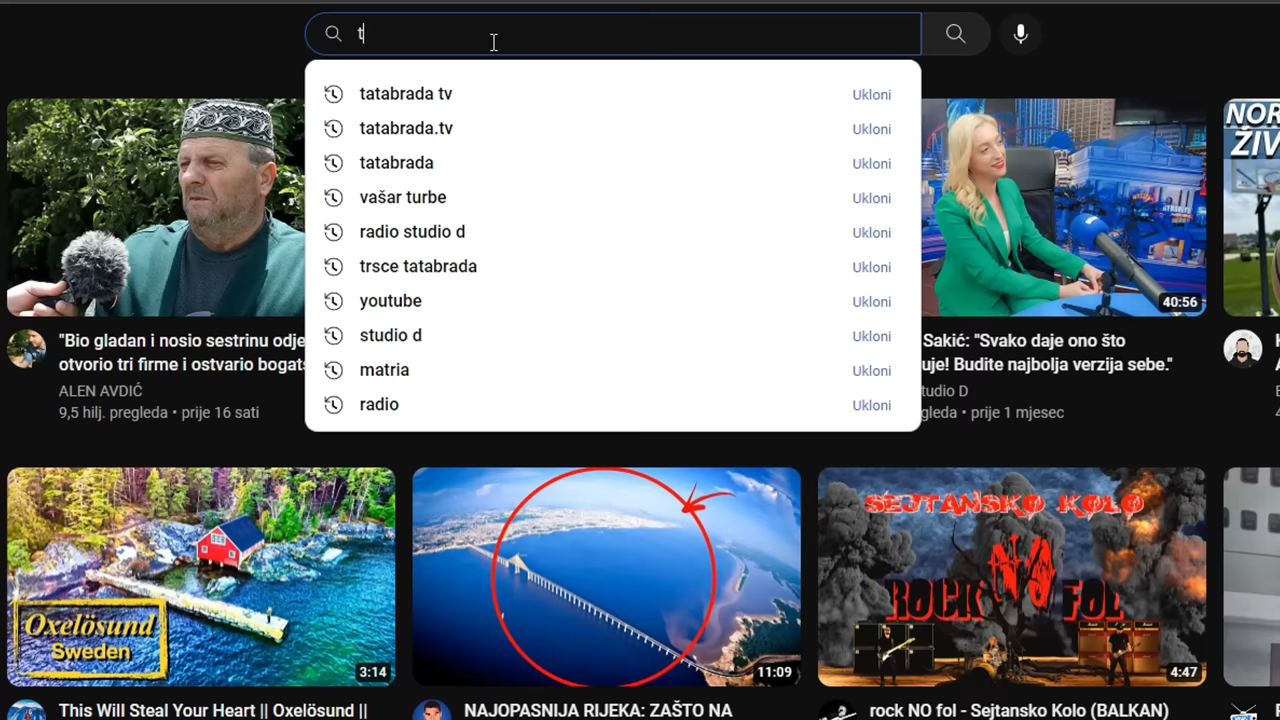 t
tatabrada tv Ukloni
tatabrada.tv Ukloni
tatabrada Ukloni
vašar turbe Ukloni
radio studio d Ukloni
trsce tatabrada Ukloni
youtube Ukloni
studio d Ukloni
matria Ukloni
radio Ukloni
NOR
ŽIV
40:56
"Bio gladan i nosio sestrinu odje
otvorio tri firme i ostvario bogats
ALEN AVDIĆ
9,5 hilj. pregleda • prije 16 sati
Sakić: "Svako daje ono što
uje! Budite najbolja verzija sebe."
tudio D
gleda • prije 1 mjesec
Oxelösund
Sweden
3:14
11:09
SEJTANSKO KOLO
ROCK NO FOL
4:47
This Will Steal Your Heart || Oxelösund ||
NAJOPASNIJA RIJEKA: ZAŠTO NA
rock NO fol - Sejtansko Kolo (BALKAN)